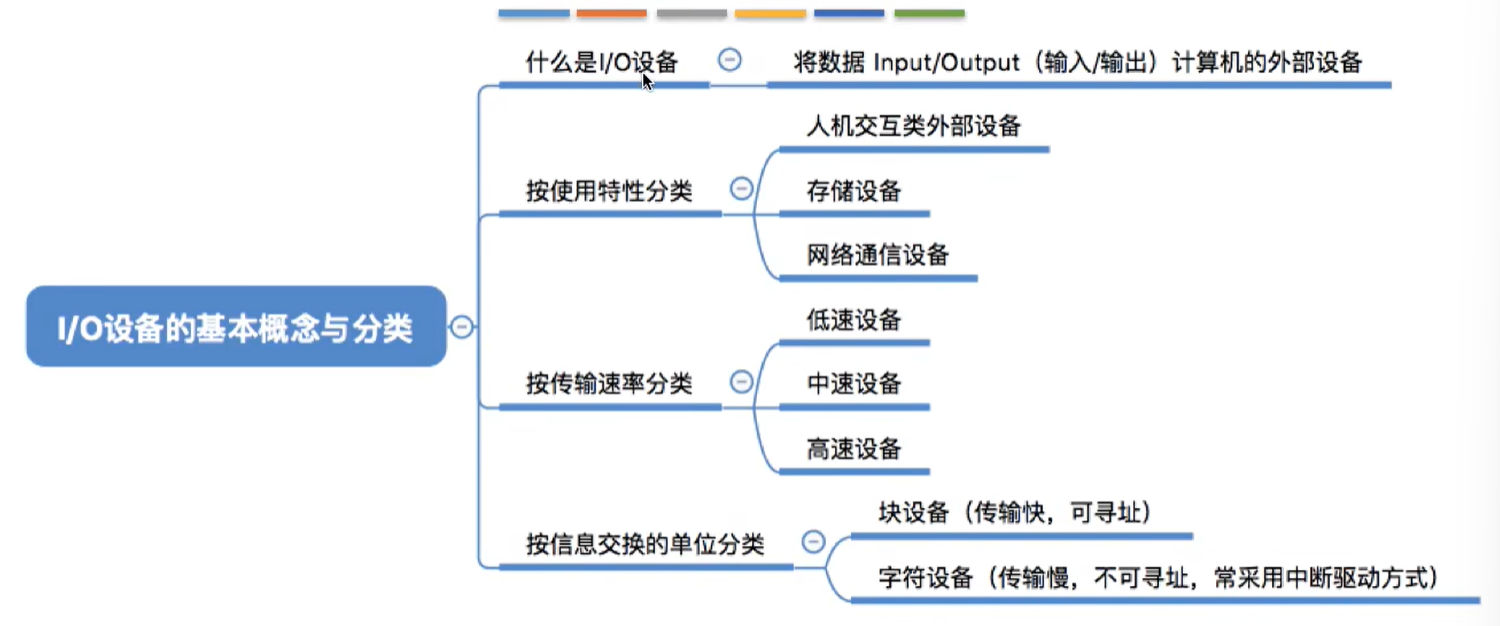 什么是I/O设备
将数据 Input/Output（输入/输出）计算机的外部设备
人机交互类外部设备
按使用特性分类
存储设备
网络通信设备
I/O设备的基本概念与分类
低速设备
按传输速率分类
中速设备
高速设备
块设备（传输快，可寻址）
按信息交换的单位分类
字符设备（传输慢，不可寻址，常采用中断驱动方式）